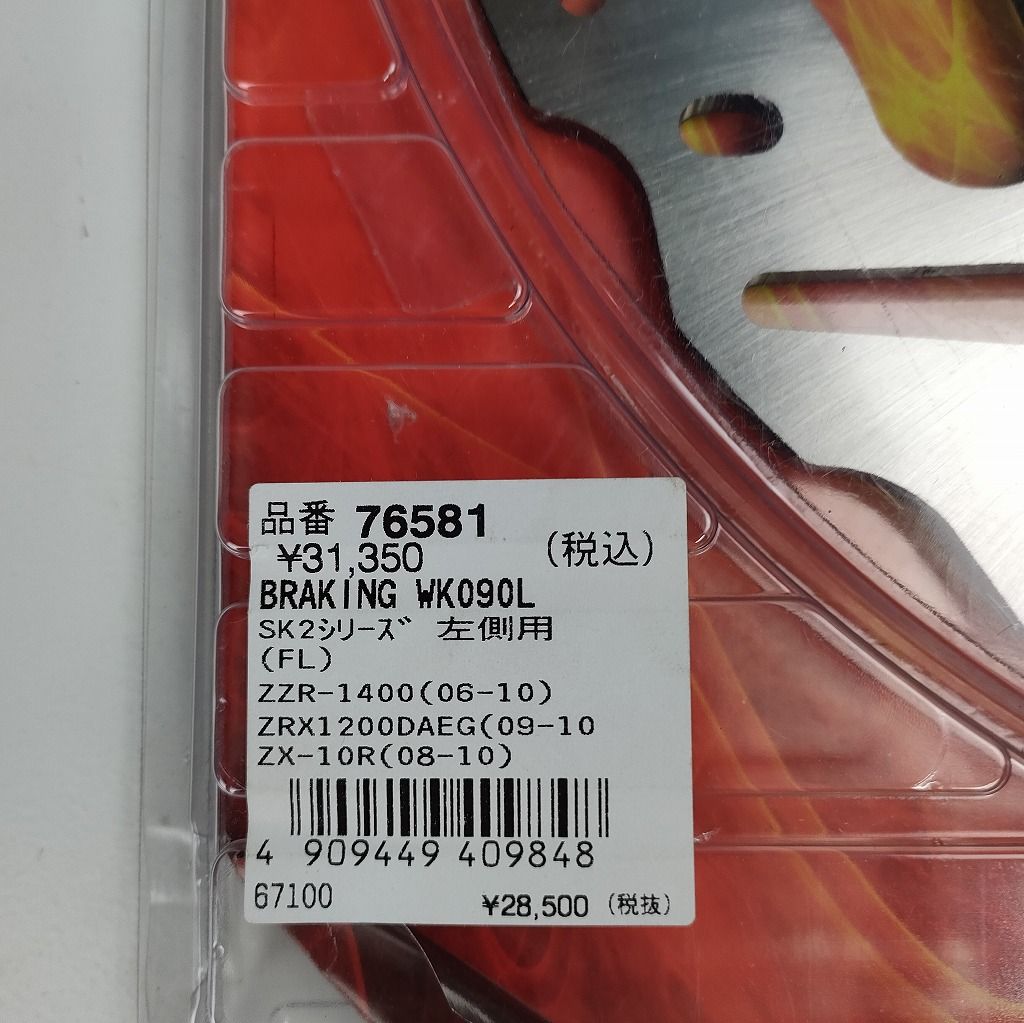 品番 76581
¥31,350 (税込)
BRAKING WK090L
SK2シリーズ 左側用
(FL)
ZZR-1400(06-10)
ZRX1200DAEG(09-10
ZX-10R(08-10)
4 909449 409848
67100 ¥28,500 (税抜)